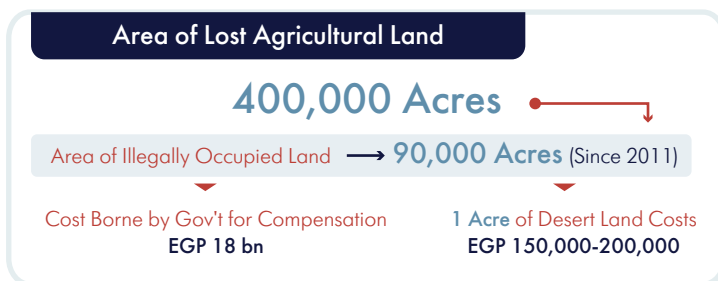 Area of Lost Agricultural Land
400,000 Acres
Area of Illegally Occupied Land → 90,000 Acres (Since 2011)
Cost Borne by Gov't for Compensation
EGP 18 bn
1 Acre of Desert Land Costs
EGP 150,000-200,000